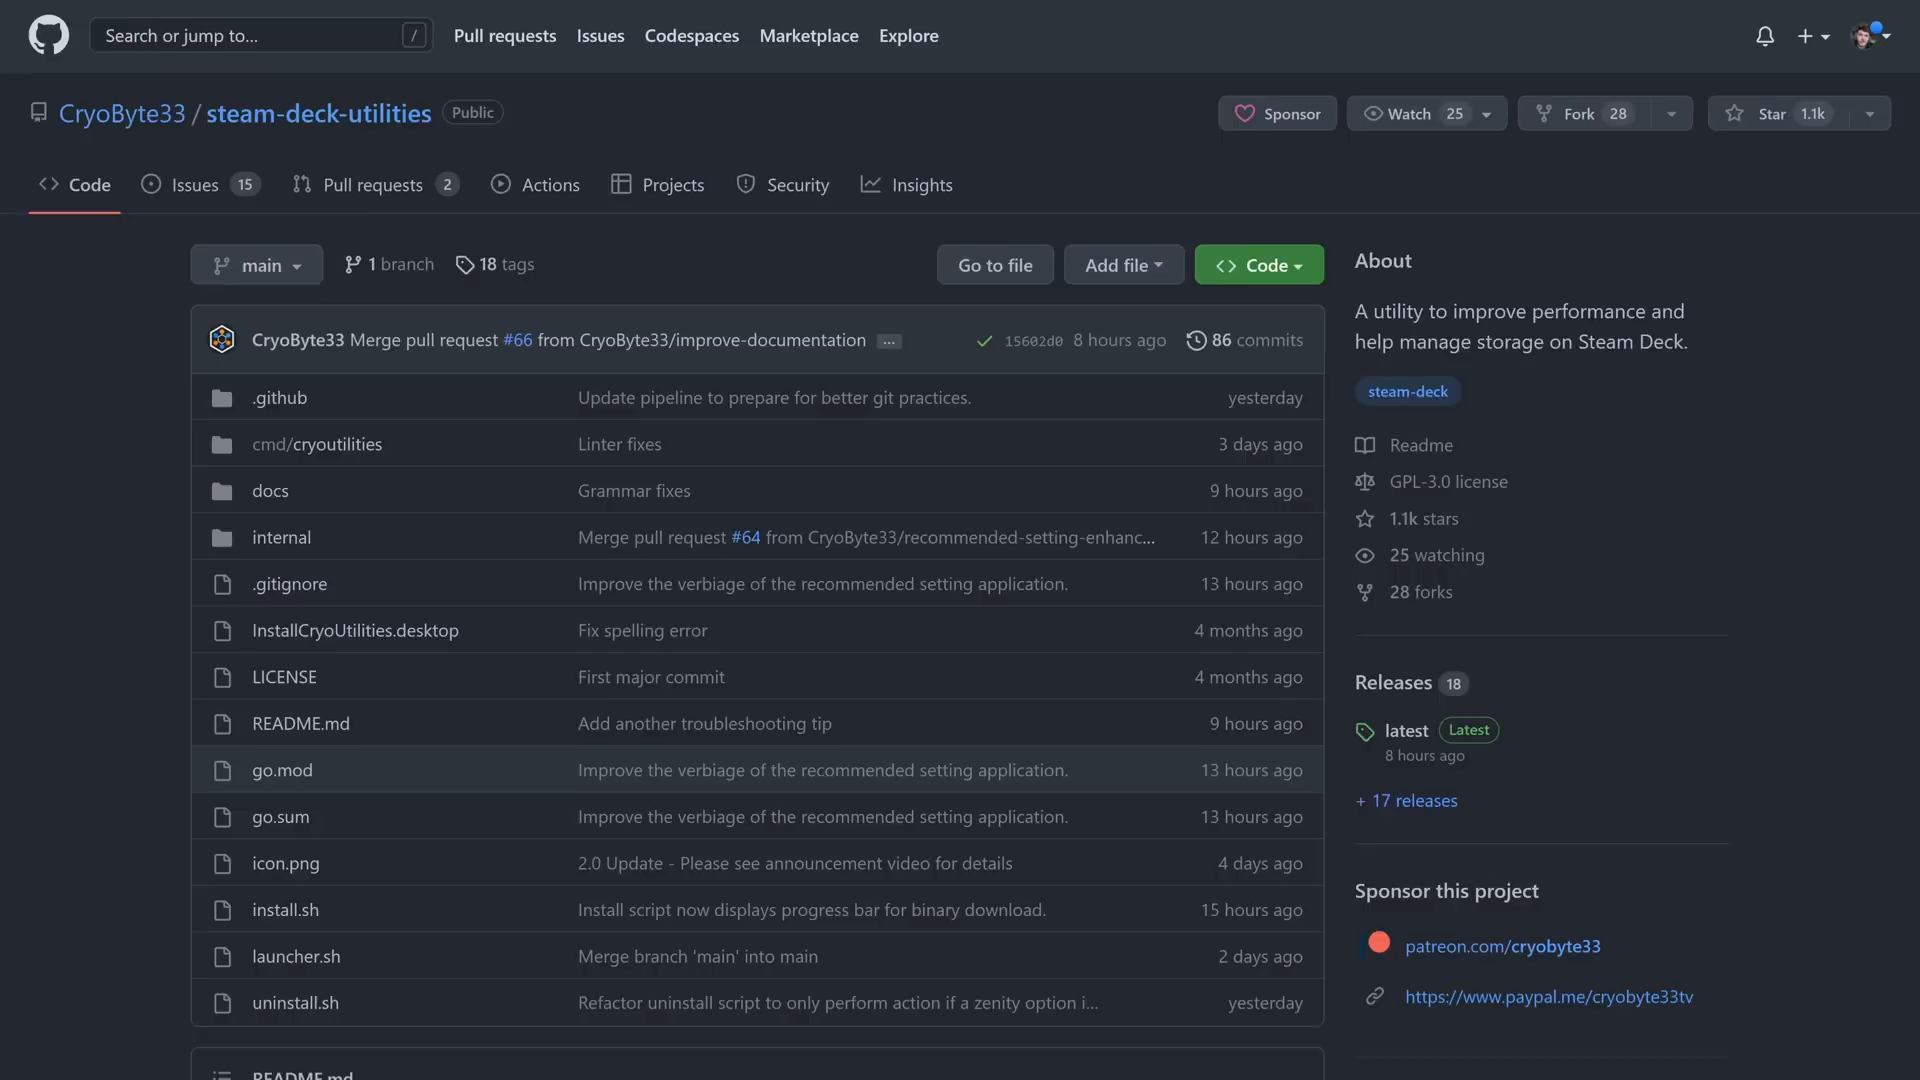 Search or jump to... /
Pull requests Issues Codespaces Marketplace Explore
CryoByte33 / steam-deck-utilities Public
Sponsor Watch 25 Fork 28 Star 1.1k
Code Issues 15 Pull requests 2 Actions Projects Security Insights
main 1 branch 18 tags Go to file Add file Code
CryoByte33 Merge pull request #66 from CryoByte33/improve-documentation ... 15602d0 8 hours ago 86 commits
.github Update pipeline to prepare for better git practices. yesterday
cmd/cryoutilities Linter fixes 3 days ago
docs Grammar fixes 9 hours ago
internal Merge pull request #64 from CryoByte33/recommended-setting-enhanc... 12 hours ago
.gitignore Improve the verbiage of the recommended setting application. 13 hours ago
InstallCryoUtilities.desktop Fix spelling error 4 months ago
LICENSE First major commit 4 months ago
README.md Add another troubleshooting tip 9 hours ago
go.mod Improve the verbiage of the recommended setting application. 13 hours ago
go.sum Improve the verbiage of the recommended setting application. 13 hours ago
icon.png 2.0 Update - Please see announcement video for details 4 days ago
install.sh Install script now displays progress bar for binary download. 15 hours ago
launcher.sh Merge branch 'main' into main 2 days ago
uninstall.sh Refactor uninstall script to only perform action if a zenity option i... yesterday
README.md
About
A utility to improve performance and
help manage storage on Steam Deck.
steam-deck
Readme
GPL-3.0 license
1.1k stars
25 watching
28 forks
Releases 18
latest Latest
8 hours ago
+ 17 releases
Sponsor this project
patreon.com/cryobyte33
https://www.paypal.me/cryobyte33tv